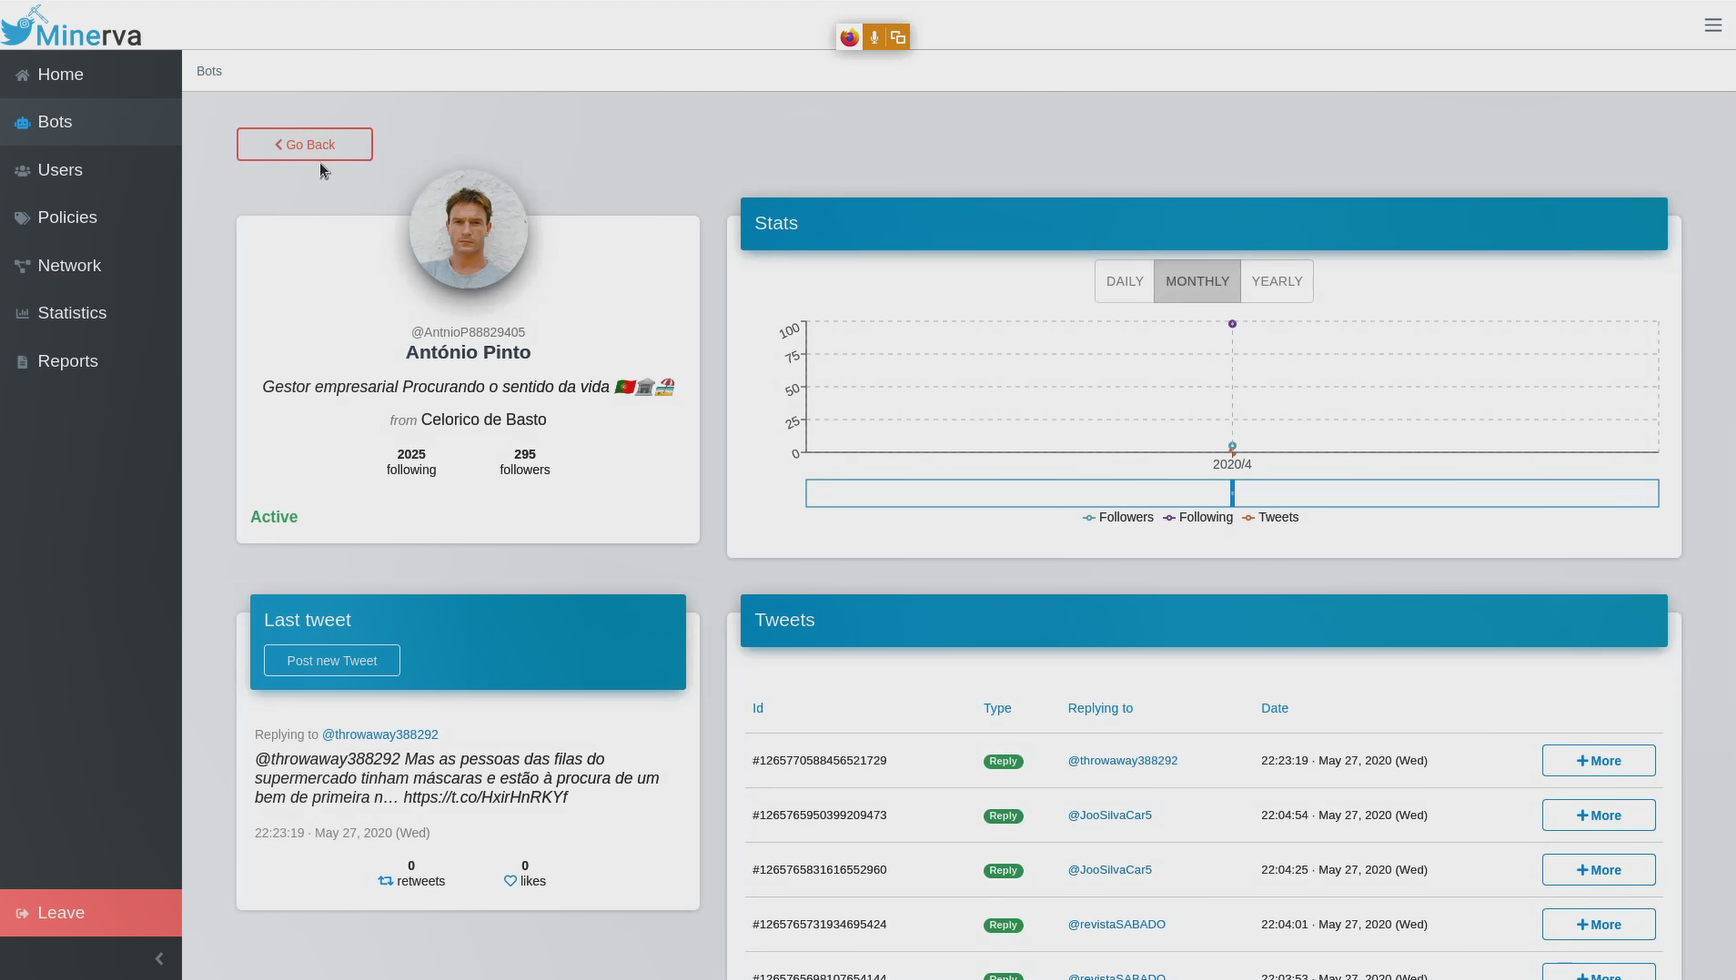 Minerva
Home
Bots
Users
Policies
Network
Statistics
Reports
Leave
Bots
Go Back
@AntnioP88829405
António Pinto
Gestor empresarial Procurando o sentido da vida 🇵🇹🏛️🏖️
from Celorico de Basto
2025 295
following followers
Active
Stats
DAILY MONTHLY YEARLY
100
75
50
25
0
2020/4
Followers Following Tweets
Last tweet
Post new Tweet
Replying to @throwaway388292
@throwaway388292 Mas as pessoas das filas do
supermercado tinham máscaras e estão à procura de um
bem de primeira n… https://t.co/HxirHnRKYf
22:23:19 · May 27, 2020 (Wed)
0 0
retweets likes
Tweets
Id Type Replying to Date
#1265770588456521729 Reply @throwaway388292 22:23:19 · May 27, 2020 (Wed) +More
#1265765950399209473 Reply @JooSilvaCar5 22:04:54 · May 27, 2020 (Wed) +More
#1265765831616552960 Reply @JooSilvaCar5 22:04:25 · May 27, 2020 (Wed) +More
#1265765731934695424 Reply @revistaSABADO 22:04:01 · May 27, 2020 (Wed) +More
#1265765698107654144 Reply @revistaSABADO 22:03:53 · May 27, 2020 (Wed) +More